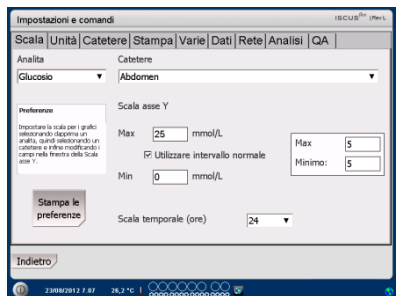 Impostazioni e comandi
ISCUS
Scala Unità Catetere Stampa Varie Dati Rete Analisi QA
Analita Catetere
Glucosio Abdomen
Preferenze
Impostare la scala per i grafici
selezionando dapprima un
analita, quindi selezionando un
catetere e infine modificando i
campi nella finestra della Scala
asse Y.
Scala asse Y
Max 25 mmol/L
Utilizzare intervallo normale
Min 0 mmol/L
Max 5
Minimo: 5
Stampa le
preferenze
Scala temporale (ore) 24
Indietro
23/08/2012 7.07 26,2 °C